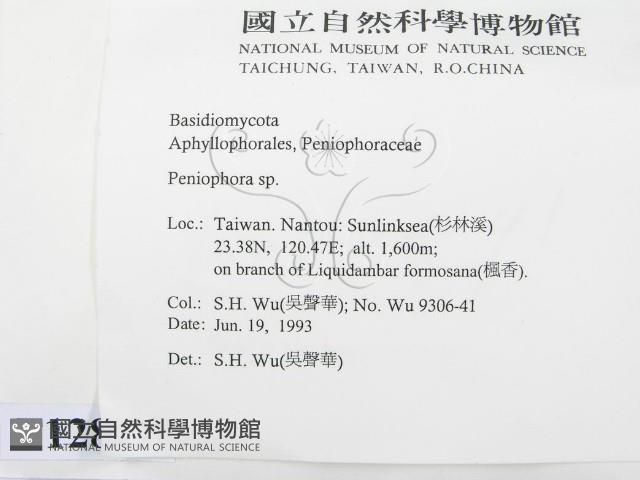 國立自然科學博物館
NATIONAL MUSEUM OF NATURAL SCIENCE
TAICHUNG, TAIWAN, R.O.CHINA
Basidiomycota
Aphyllophorales, Peniophoraceae
Peniophora sp.
Loc.: Taiwan. Nantou: Sunlinksea(杉林溪)
23.38N, 120.47E; alt. 1,600m;
on branch of Liquidambar formosana(楓香).
Col.: S.H. Wu(吳聲華); No. Wu 9306-41
Date: Jun. 19, 1993
Det.: S.H. Wu(吳聲華)
國立自然科學博物館
NATIONAL MUSEUM OF NATURAL SCIENCE